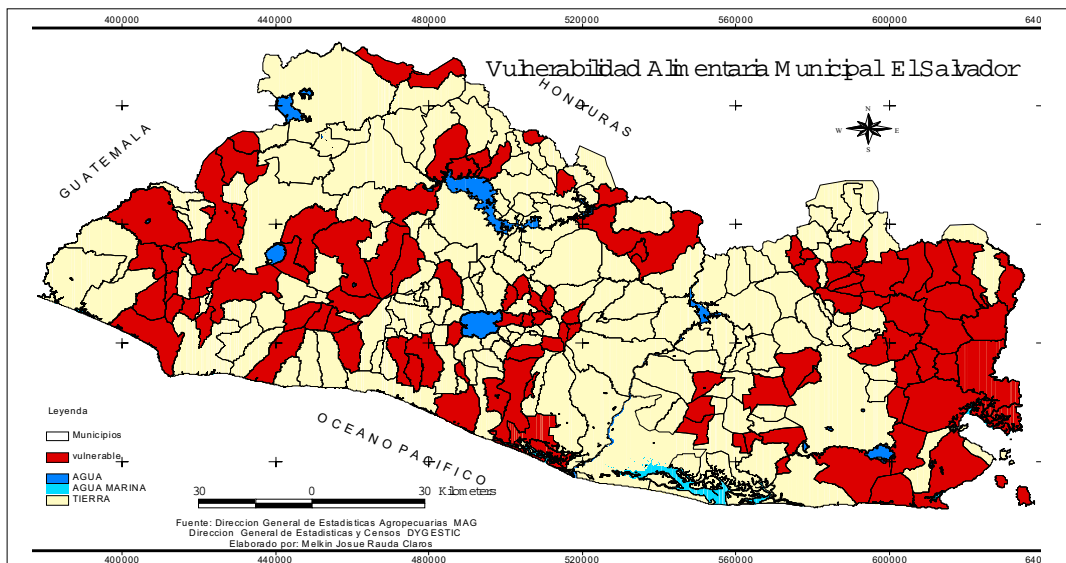 400000 440000 480000 520000 560000 600000 640
Vulnerabilidad Alimentaria Municipal El Salvador
HONDURAS
GUATEMALA
N
W E
S
OCEANO PACIFICO
Leyenda
Municipios
vulnerable
AGUA
AGUA MARINA
TIERRA
30 0 30 Kilometers
Fuente: Direccion General de Estadisticas Agropecuarias MAG
Direccion General de Estadisticas y Censos DYGESTIC
Elaborado por: Melkin Josue Rauda Claros
400000 440000 480000 520000 560000 600000 640